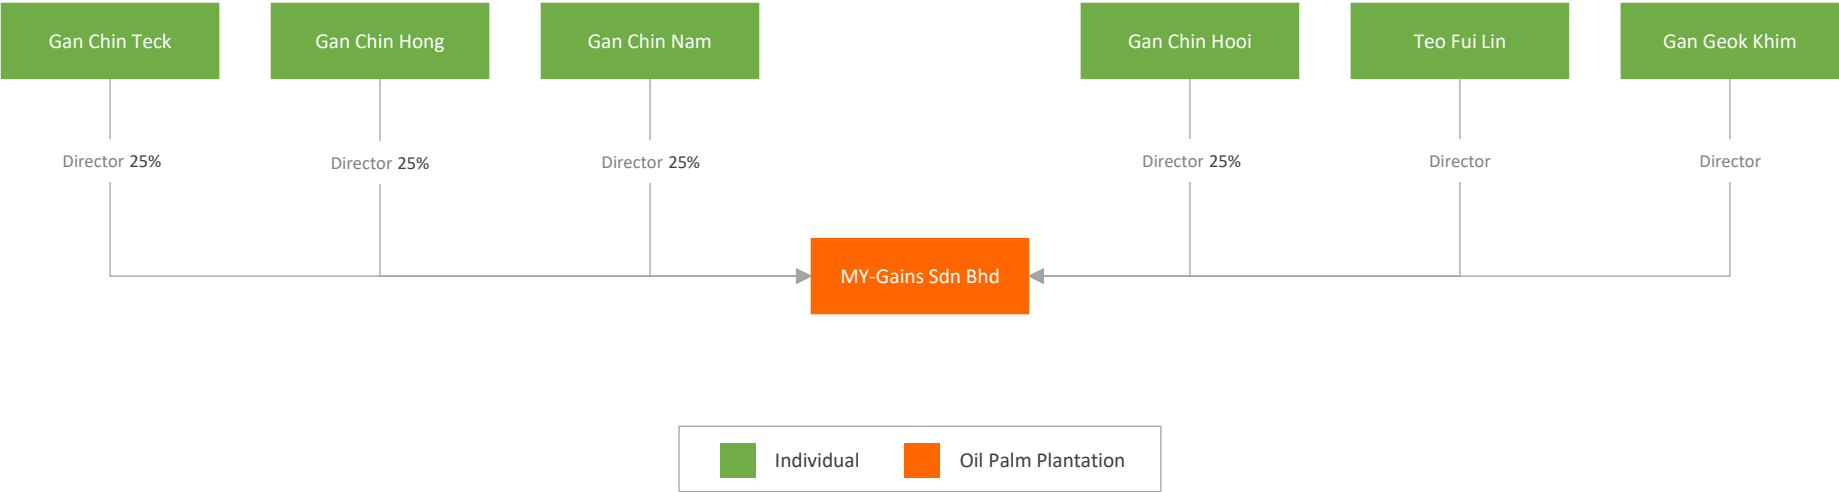 Gan Chin Teck
Gan Chin Hong
Gan Chin Nam
Gan Chin Hooi
Teo Fui Lin
Gan Geok Khim
Director 25%
Director 25%
Director 25%
Director 25%
Director
Director
MY-Gains Sdn Bhd
Individual
Oil Palm Plantation